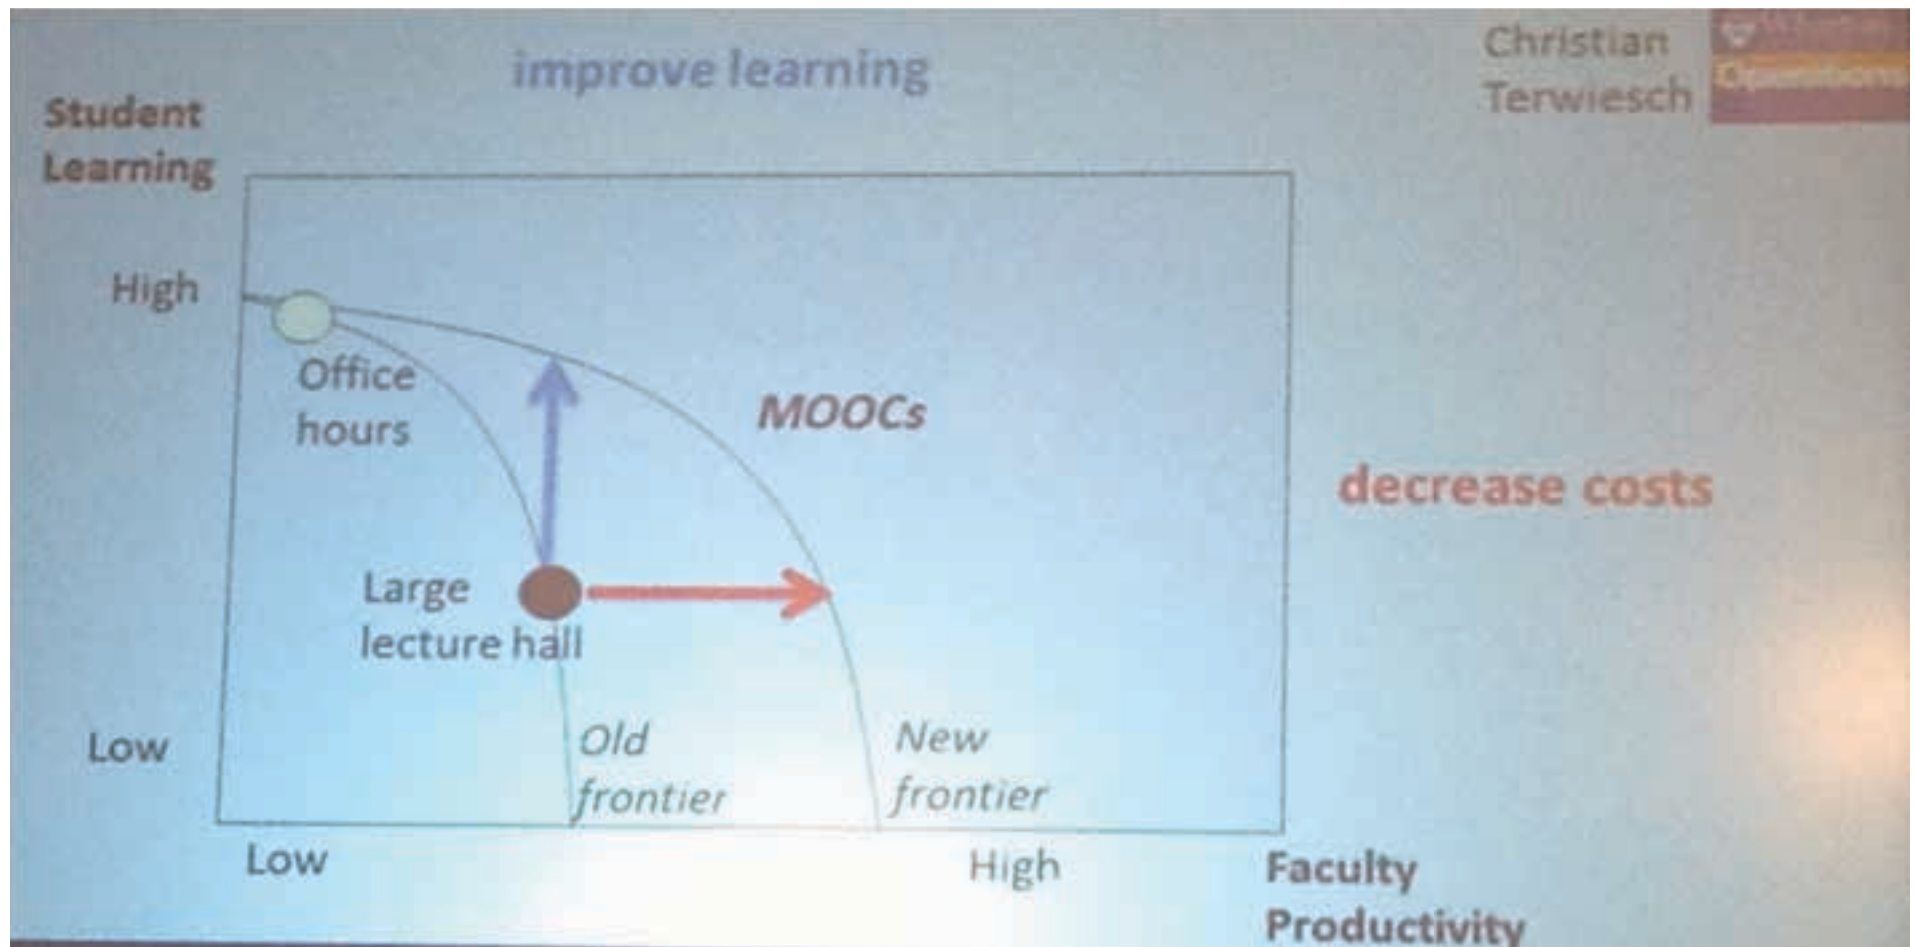 improve learning
Christian
Terwiesch
Operations
Student
Learning
High
Office
hours
MOOCs
decrease costs
Large
lecture hall
Low
Old
frontier
New
frontier
Low
High
Faculty
Productivity